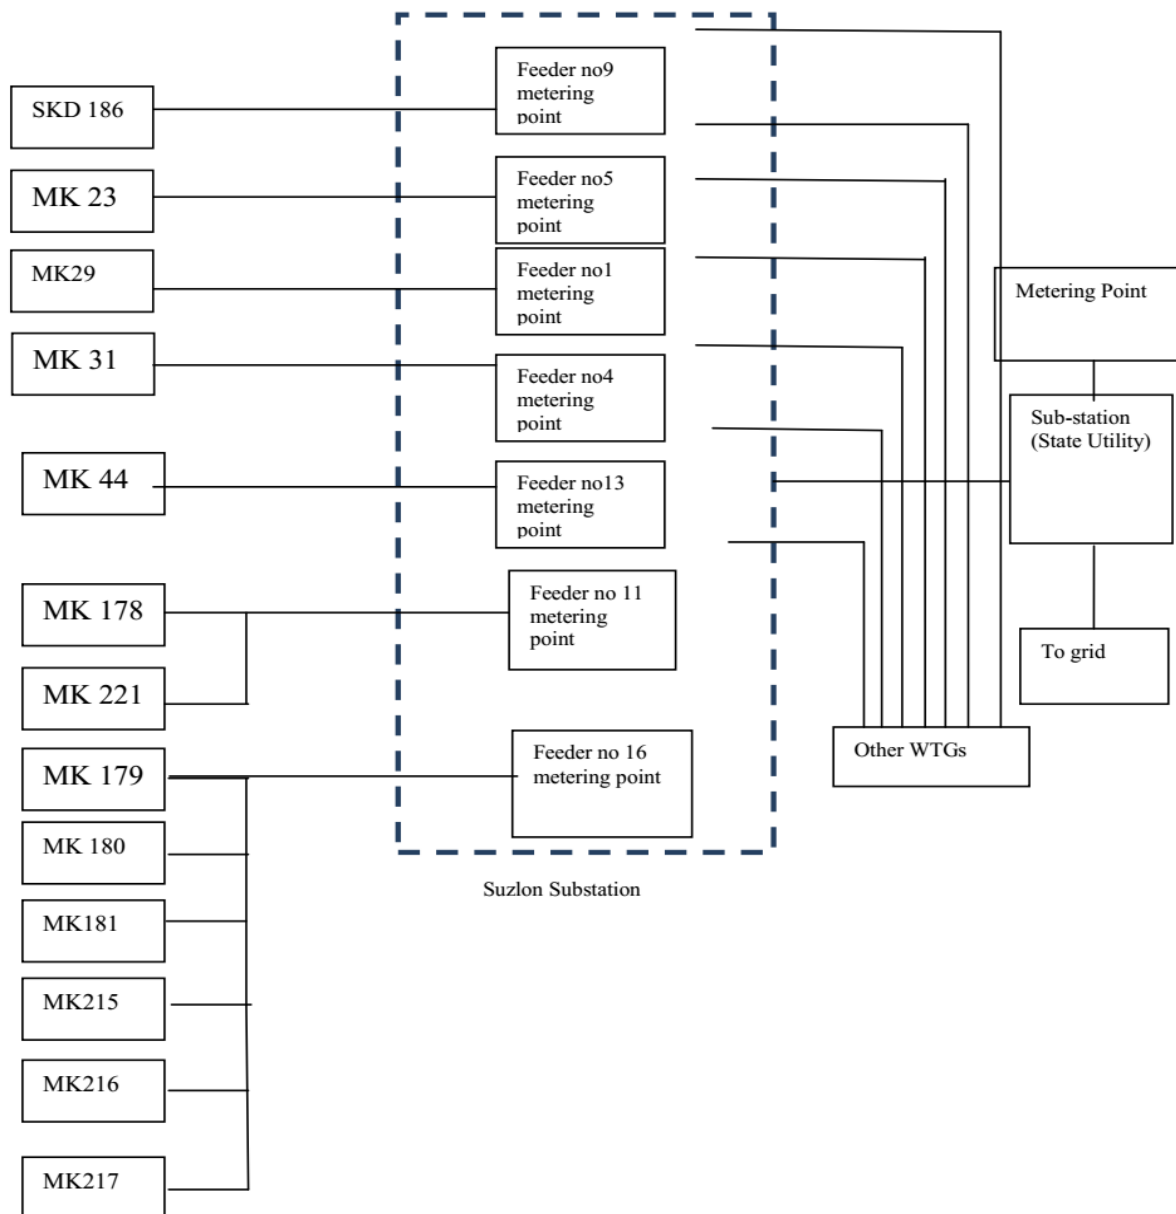 SKD 186
Feeder no9
metering
point
MK 23
Feeder no5
metering
point
MK29
Feeder no1
metering
point
MK 31
Feeder no4
metering
point
MK 44
Feeder no13
metering
point
MK 178
Feeder no 11
metering
point
MK 221
MK 179
Feeder no 16
metering point
MK 180
MK181
MK215
MK216
MK217
Suzlon Substation
Metering Point
Sub-station
(State Utility)
To grid
Other WTGs